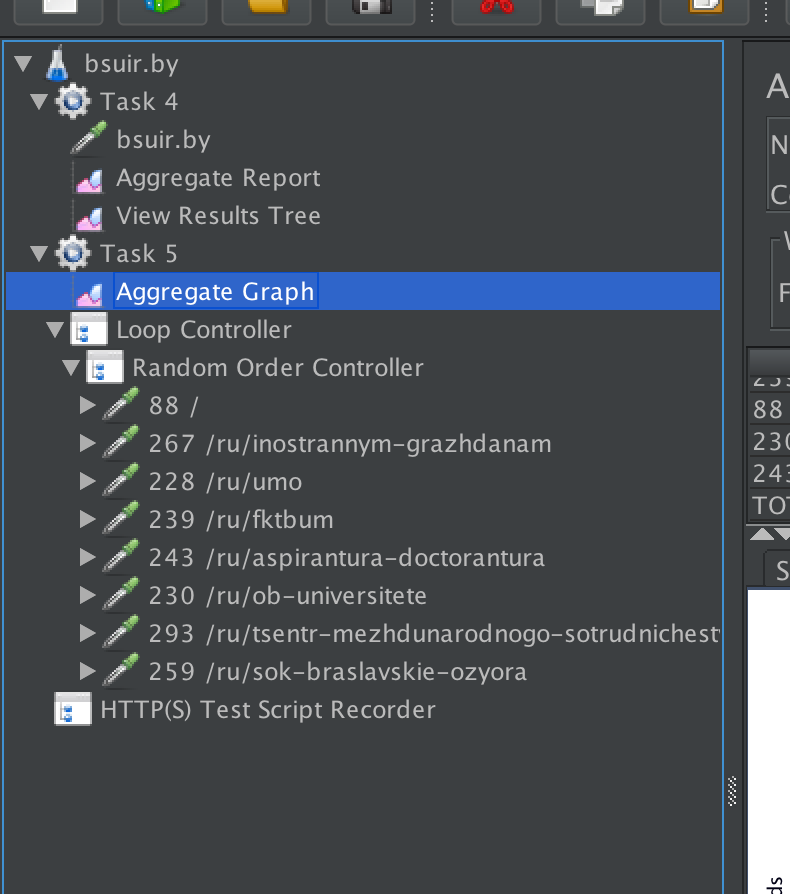 bsuir.by
Task 4
bsuir.by
Aggregate Report
View Results Tree
Task 5
Aggregate Graph
Loop Controller
Random Order Controller
88 /
267 /ru/inostrannym-grazhdanam
228 /ru/umo
239 /ru/fktbum
243 /ru/aspirantura-doctorantura
230 /ru/ob-universitete
293 /ru/tsentr-mezhdunarodnogo-sotrudnichest
259 /ru/sok-braslavskie-ozyora
HTTP(S) Test Script Recorder
A
N
Co
F
88
230
243
TOT
S
ds